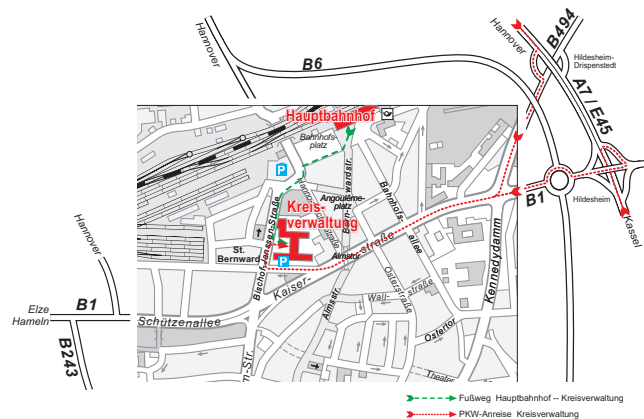 Hannover
B6
Hannover
B494
Hildesheim-
Drispenstedt
A7 / E45
Hauptbahnhof
Bahnhofs-
platz
P
Angoulême-
platz
Bahnhofs-
allee
Kreis-
verwaltung
St.
Bernward
Bischof-Janssen-Straße
P
Almstor
Kaiser-
straße
B1
Hildesheim
Kassel
Kennedydamm
Hannover
Elze
Hameln
B1
B243
Schützenallee
Almsstr.
Wall-
straße
Osterstraße
Ostertor
Theater
m-Str.
Fußweg Hauptbahnhof -- Kreisverwaltung
PKW-Anreise Kreisverwaltung